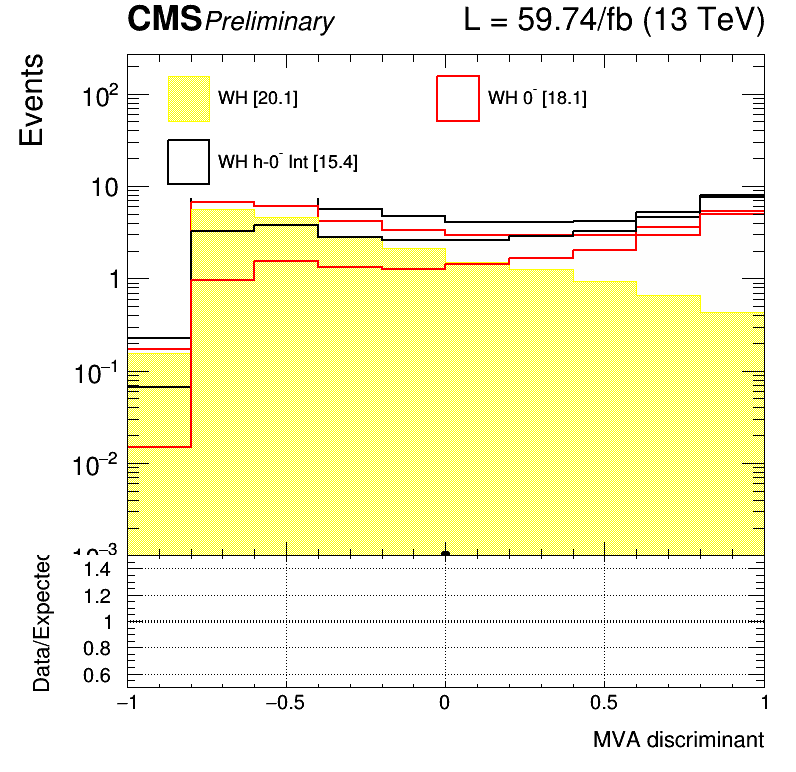 CMS Preliminary L = 59.74/fb (13 TeV)
Events
WH [20.1]
WH 0⁻ [18.1]
WH h-0⁻ Int [15.4]
10²
10
1
10⁻¹
10⁻²
10⁻³
Data/Expected
1.4
1.2
1
0.8
0.6
−1 −0.5 0 0.5 1
MVA discriminant